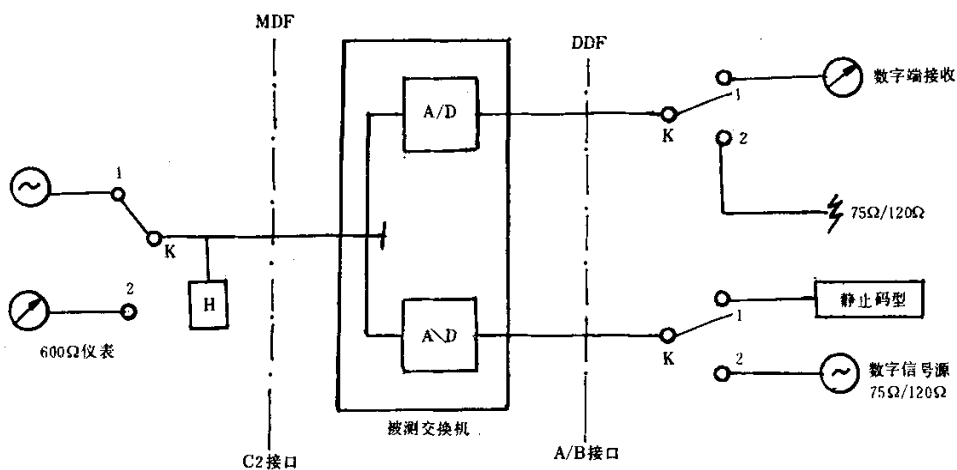 MDF
DDF
数字端接收
A/D
1
K
2
75Ω/120Ω
1
K
H
2
600Ω仪表
A\D
1
静止码型
K
2
数字信号源
75Ω/120Ω
被测交换机
C2接口
A/B接口